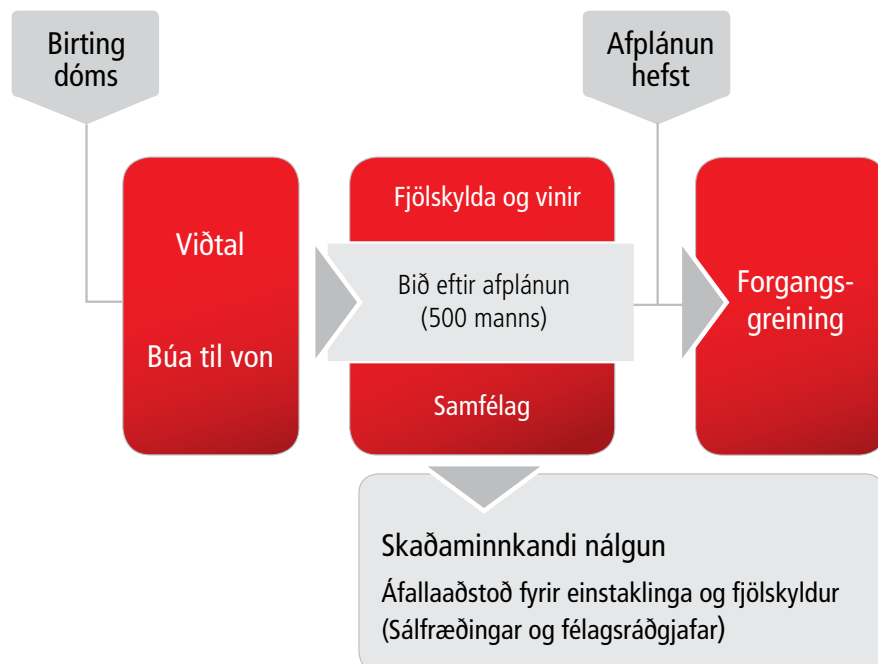 Birting
dóms
Afplánun
hefst
Viðtal
Búa til von
Fjölskylda og vinir
Bið eftir afplánun
(500 manns)
Samfélag
Forgangs-
greining
Skaðaminnkandi nálgun
Áfallaaðstoð fyrir einstaklinga og fjölskyldur
(Sálfræðingar og félagsráðgjafar)